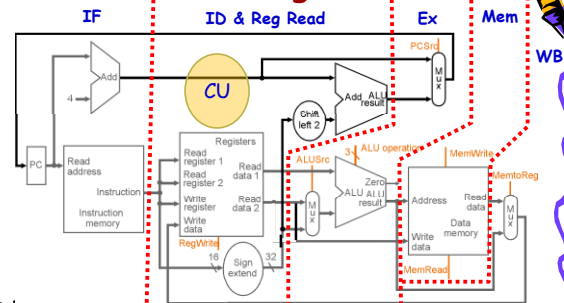 IF
ID & Reg Read
Ex
Mem
WB
PCSrc
M
u
x
CU
Add
4
Add ALU
result
Shift
left 2
PC
Read
address
Instruction
Instruction
memory
Registers
Read
register 1
Read
register 2
Write
register
Write
data
Read
data 1
Read
data 2
RegWrite
16
Sign
extend
32
ALUSrc
M
u
x
3
ALU operation
Zero
ALU ALU
result
MemWrite
Address
Read
data
Data
memory
Write
data
MemRead
MemtoReg
M
u
x